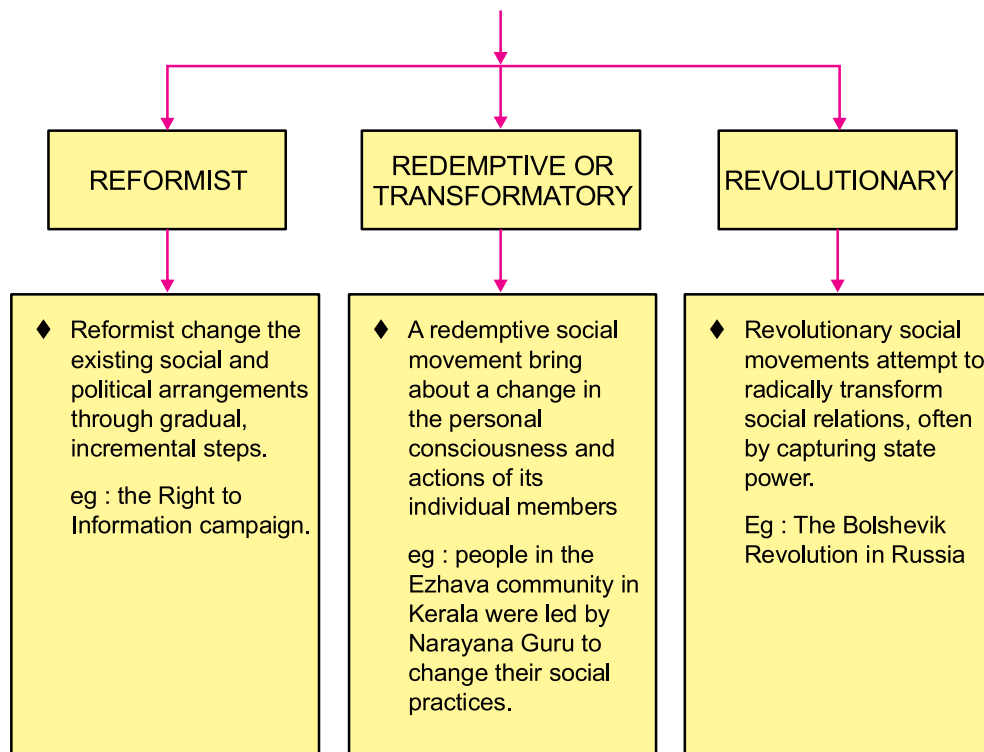 REFORMIST
REDEMPTIVE OR
TRANSFORMATORY
REVOLUTIONARY
♦ Reformist change the
existing social and
political arrangements
through gradual,
incremental steps.
eg : the Right to
Information campaign.
♦ A redemptive social
movement bring
about a change in
the personal
consciousness and
actions of its
individual members
eg : people in the
Ezhava community in
Kerala were led by
Narayana Guru to
change their social
practices.
♦ Revolutionary social
movements attempt to
radically transform
social relations, often
by capturing state
power.
Eg : The Bolshevik
Revolution in Russia